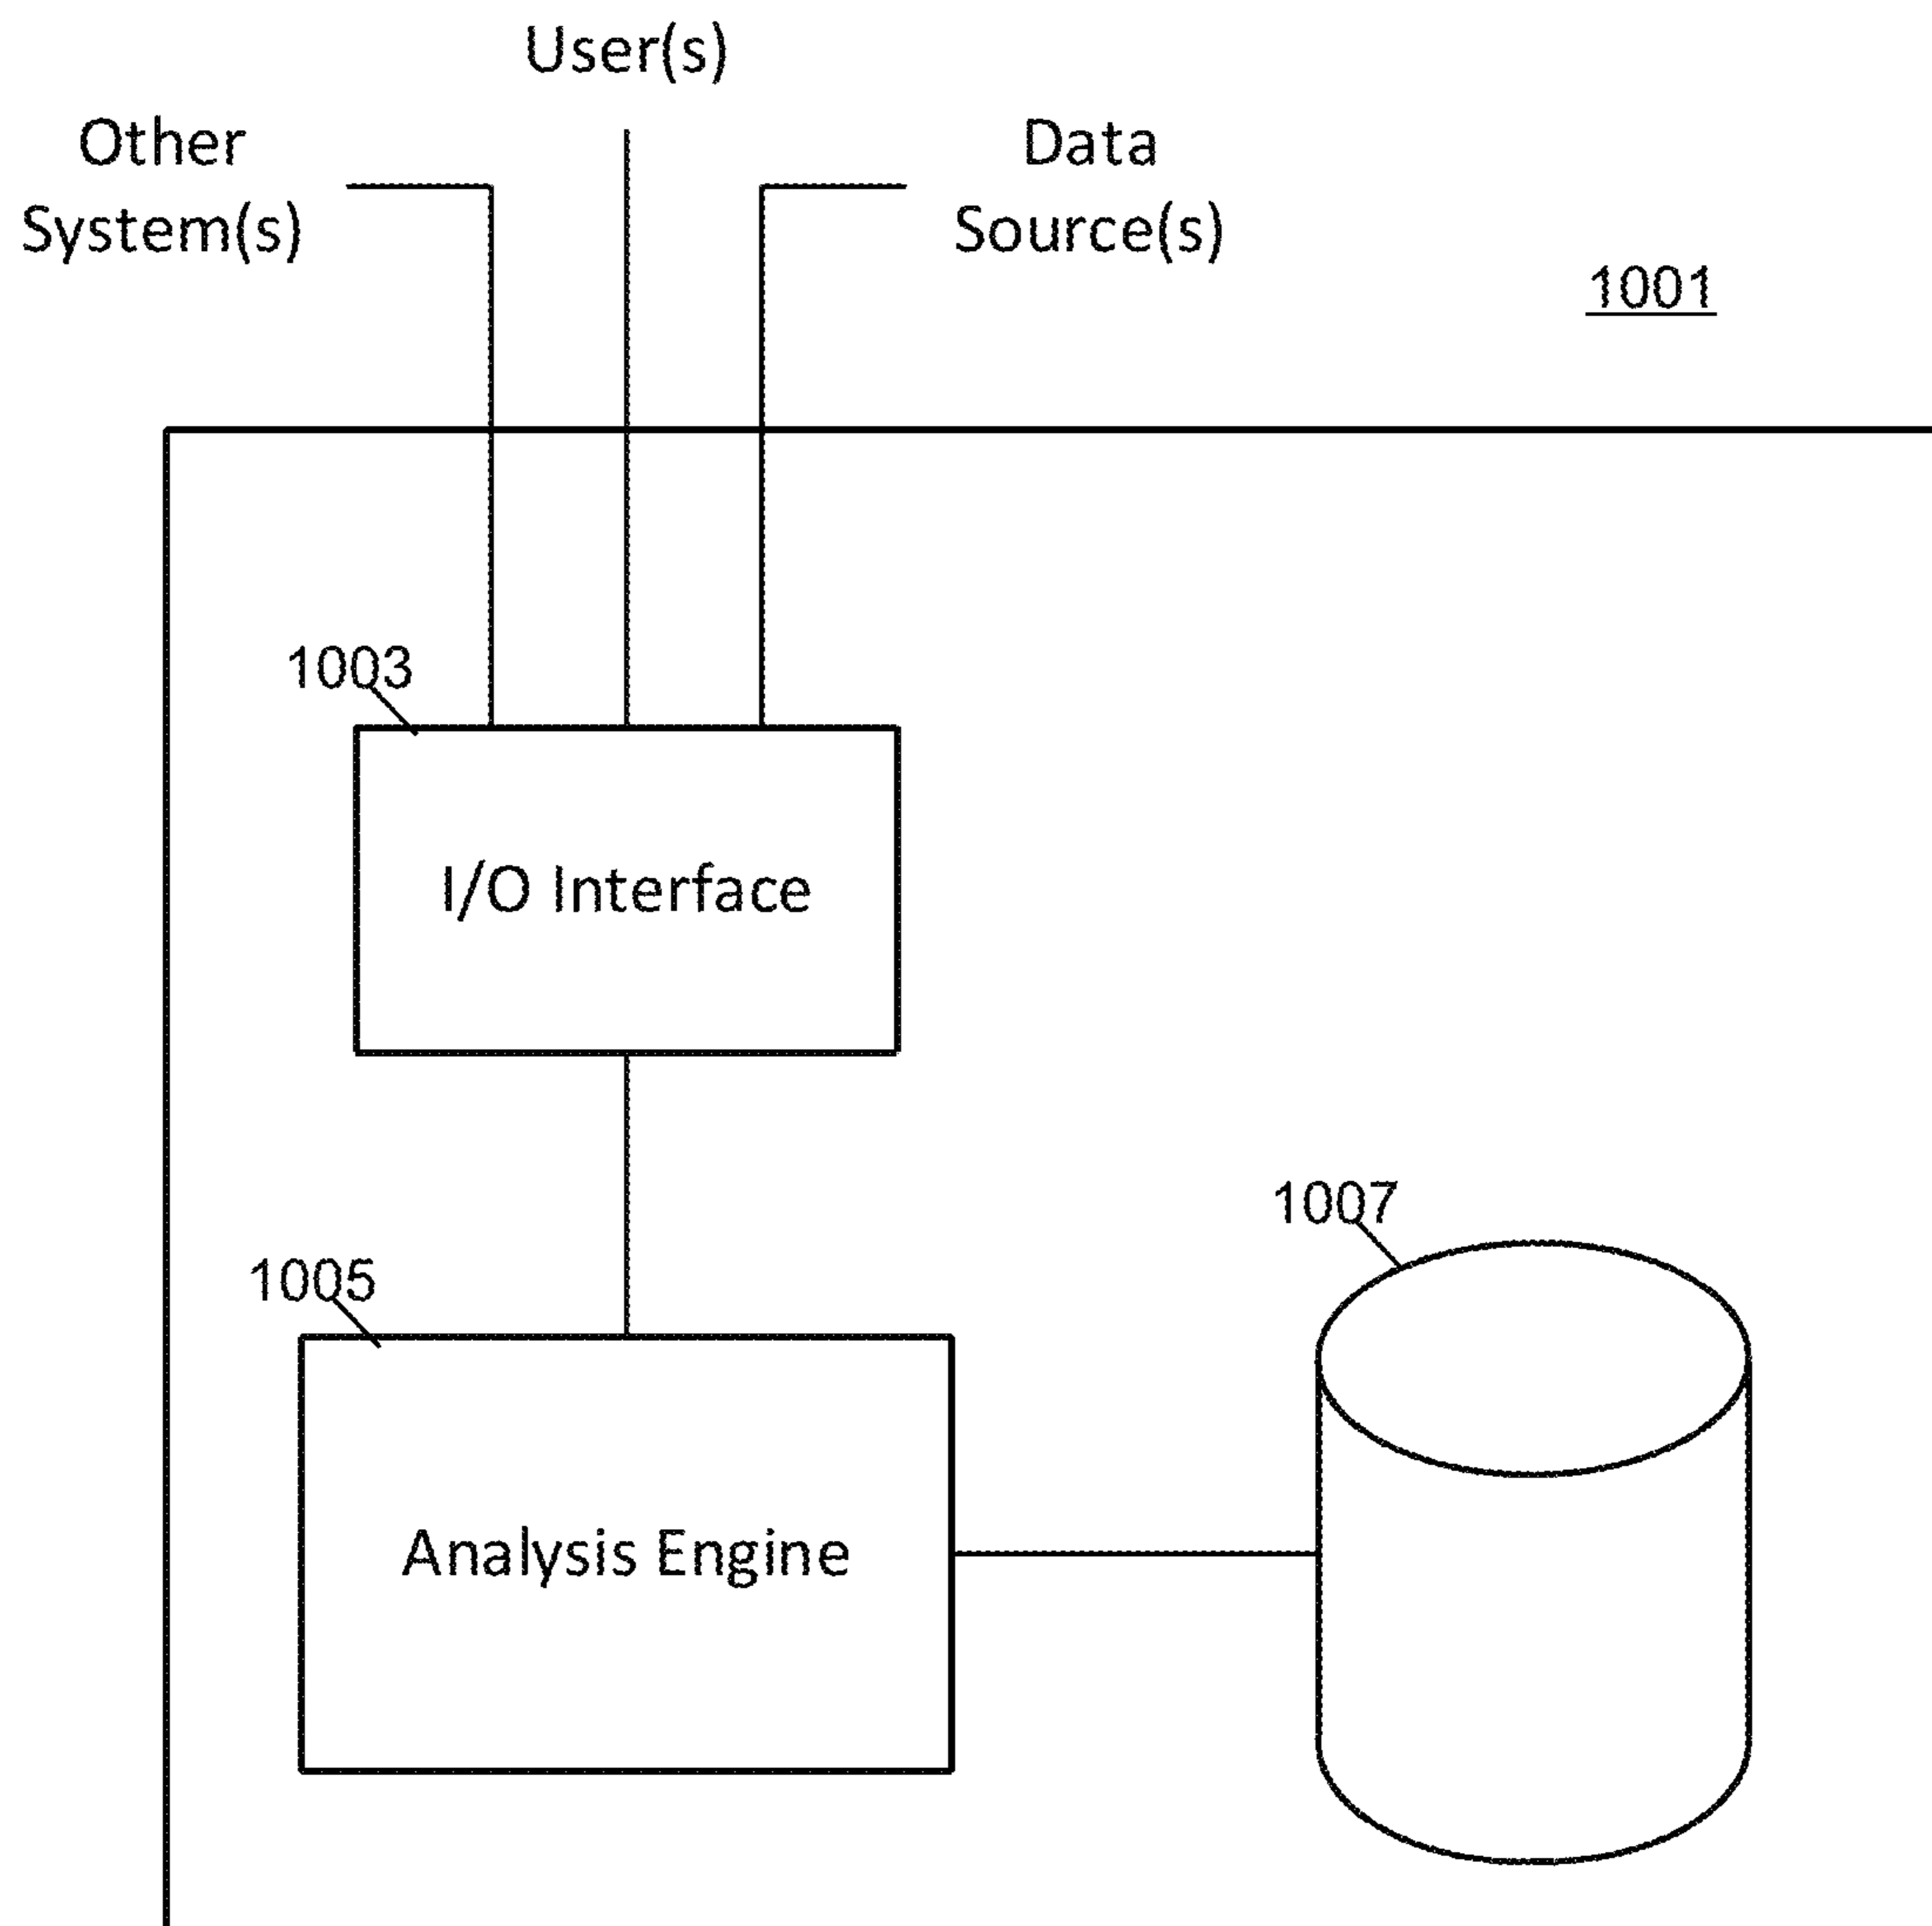 User(s)
Other
System(s)
Data
Source(s)
1001
1003
I/O Interface
1007
1005
Analysis Engine